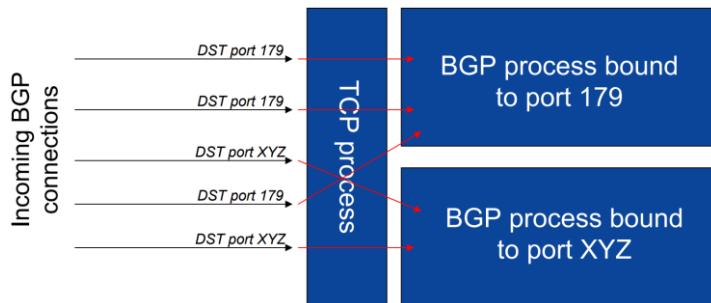 Incoming BGP
connections
DST port 179
DST port 179
DST port XYZ
DST port 179
DST port XYZ
TCP process
BGP process bound
to port 179
BGP process bound
to port XYZ